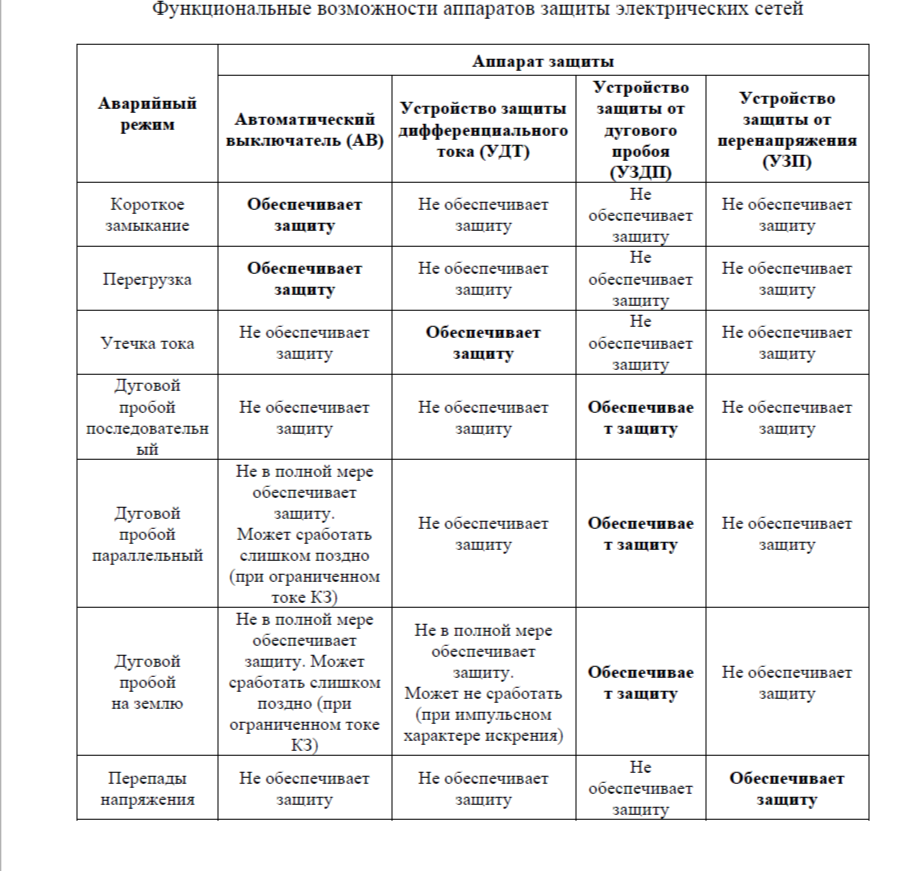 Функциональные возможности аппаратов защиты электрических сетей
Аварийный
режим
Аппарат защиты
Автоматический
выключатель (АВ)
Устройство защиты
дифференциального
тока (УДТ)
Устройство
защиты от
дугового
пробоя
(УЗДП)
Устройство
защиты от
перенапряжения
(УЗП)
Короткое
замыкание
Обеспечивает
защиту
Не обеспечивает
защиту
Не
обеспечивает
защиту
Не обеспечивает
защиту
Перегрузка
Обеспечивает
защиту
Не обеспечивает
защиту
Не
обеспечивает
защиту
Не обеспечивает
защиту
Утечка тока
Не обеспечивает
защиту
Обеспечивает
защиту
Не
обеспечивает
защиту
Не обеспечивает
защиту
Дуговой
пробой
последовательн
ый
Не обеспечивает
защиту
Не обеспечивает
защиту
Обеспечивае
т защиту
Не обеспечивает
защиту
Дуговой
пробой
параллельный
Не в полной мере
обеспечивает
защиту.
Может сработать
слишком поздно
(при ограниченном
токе КЗ)
Не обеспечивает
защиту
Обеспечивае
т защиту
Не обеспечивает
защиту
Дуговой
пробой
на землю
Не в полной мере
обеспечивает
защиту. Может
сработать слишком
поздно (при
ограниченном токе
КЗ)
Не в полной мере
обеспечивает
защиту.
Может не сработать
(при импульсном
характере искрения)
Обеспечивае
т защиту
Не обеспечивает
защиту
Перепады
напряжения
Не обеспечивает
защиту
Не обеспечивает
защиту
Не
обеспечивает
защиту
Обеспечивает
защиту